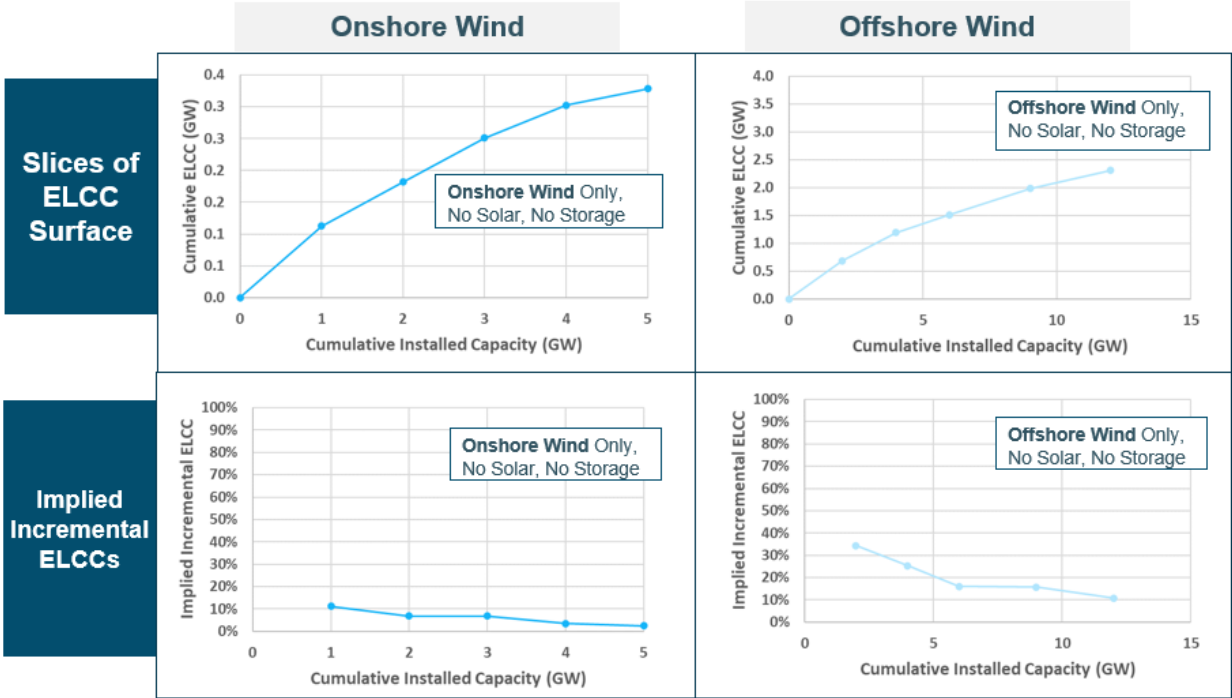 Onshore Wind
Offshore Wind
Slices of
ELCC
Surface
Cumulative ELCC (GW)
0.4
0.3
0.3
0.2
0.2
0.1
0.1
0.0
0 1 2 3 4 5
Cumulative Installed Capacity (GW)
Onshore Wind Only,
No Solar, No Storage
Cumulative ELCC (GW)
4.0
3.5
3.0
2.5
2.0
1.5
1.0
0.5
0.0
0 5 10 15
Cumulative Installed Capacity (GW)
Offshore Wind Only,
No Solar, No Storage
Implied
Incremental
ELCCs
Implied Incremental ELCC
100%
90%
80%
70%
60%
50%
40%
30%
20%
10%
0%
0 1 2 3 4 5
Cumulative Installed Capacity (GW)
Onshore Wind Only,
No Solar, No Storage
Implied Incremental ELCC
100%
90%
80%
70%
60%
50%
40%
30%
20%
10%
0%
0 5 10 15
Cumulative Installed Capacity (GW)
Offshore Wind Only,
No Solar, No Storage